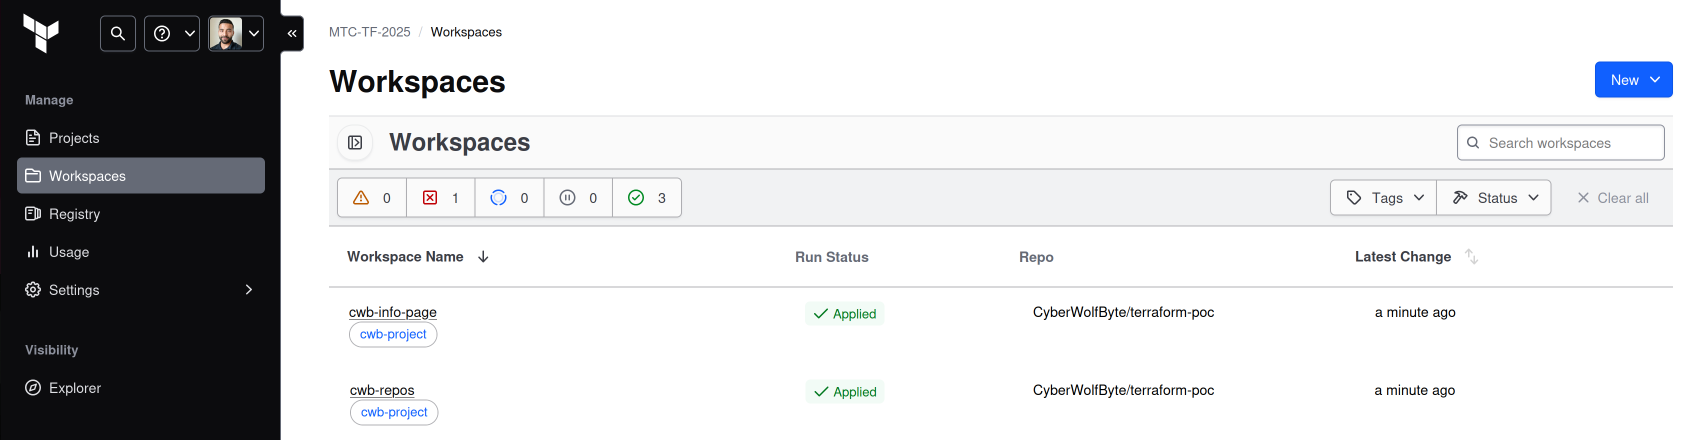 MTC-TF-2025 / Workspaces
Manage
Projects
Workspaces
Registry
Usage
Settings
Visibility
Explorer
Workspaces
New
Workspaces
Search workspaces
0 1 0 0 3
Tags Status Clear all
Workspace Name Run Status Repo Latest Change
cwb-info-page Applied CyberWolfByte/terraform-poc a minute ago
cwb-project
cwb-repos Applied CyberWolfByte/terraform-poc a minute ago
cwb-project